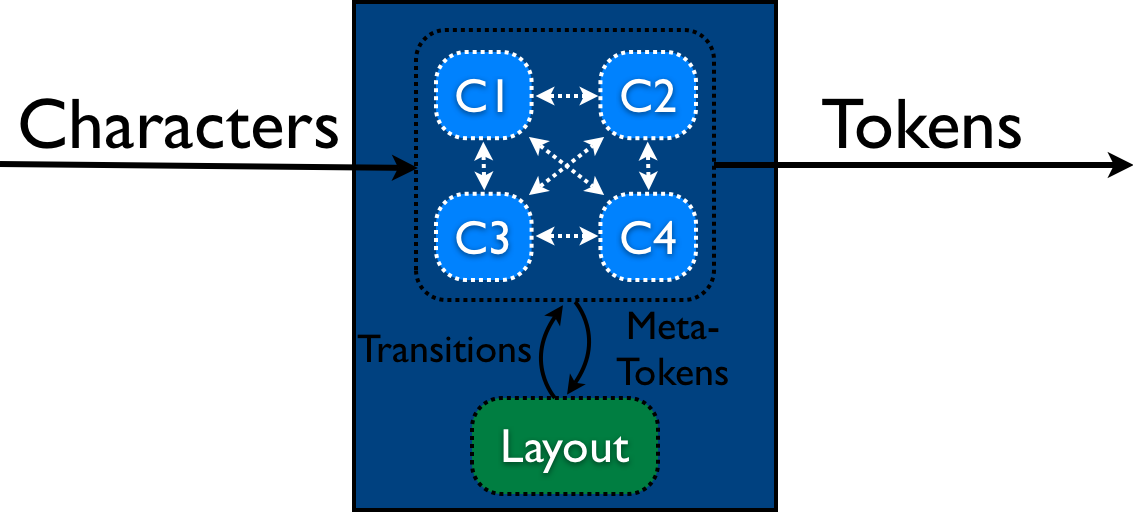 Characters
C1
C2
Tokens
C3
C4
Transitions
Meta-
Tokens
Layout